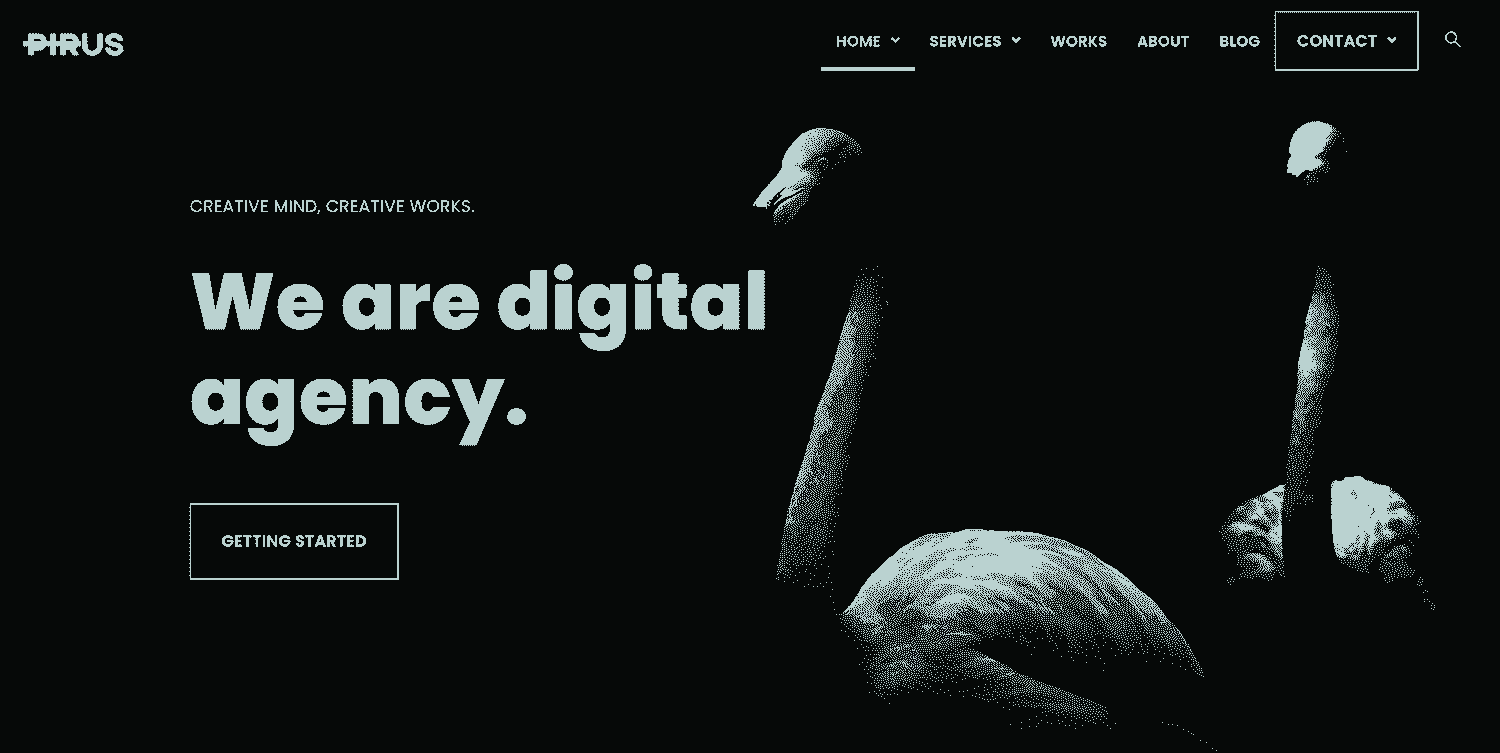 PIRUS
HOME
SERVICES
WORKS
ABOUT
BLOG
CONTACT
CREATIVE MIND, CREATIVE WORKS.
We are digital
agency.
GETTING STARTED